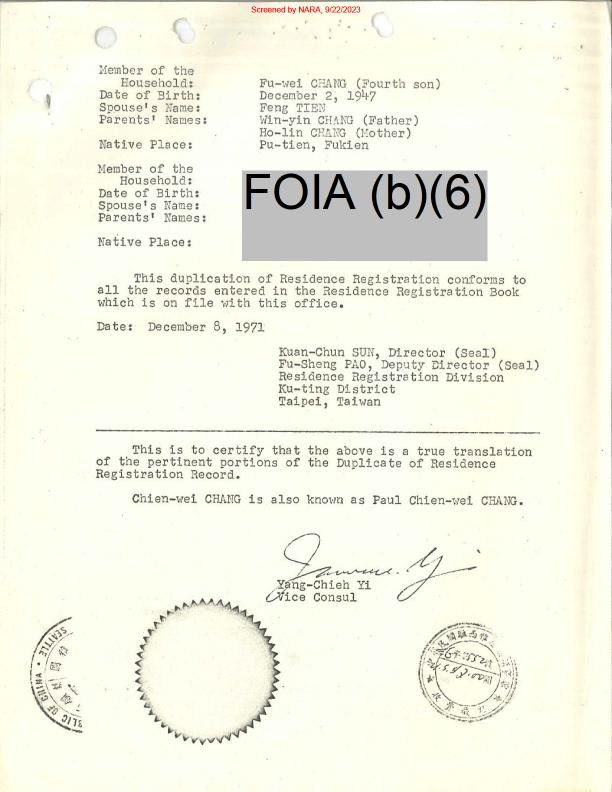 Screened by NARA, 9/22/2023
Member of the
Household: Fu-wei CHANG (Fourth son)
Date of Birth: December 2, 1947
Spouse's Name: Feng TIEN
Parents' Names: Win-yin CHANG (Father)
Ho-lin CHANG (Mother)
Native Place: Pu-tien, Fukien
Member of the
Household:
Date of Birth:
Spouse's Name:
Parents' Names:
Native Place:
FOIA (b)(6)
This duplication of Residence Registration conforms to
all the records entered in the Residence Registration Book
which is on file with this office.
Date: December 8, 1971
Kuan-Chun SUN, Director (Seal)
Fu-Sheng PAO, Deputy Director (Seal)
Residence Registration Division
Ku-ting District
Taipei, Taiwan
This is to certify that the above is a true translation
of the pertinent portions of the Duplicate of Residence
Registration Record.
Chien-wei CHANG is also known as Paul Chien-wei CHANG.
Yang-Chieh Yi
Vice Consul
SEATTLE
BLIC OF CHINA